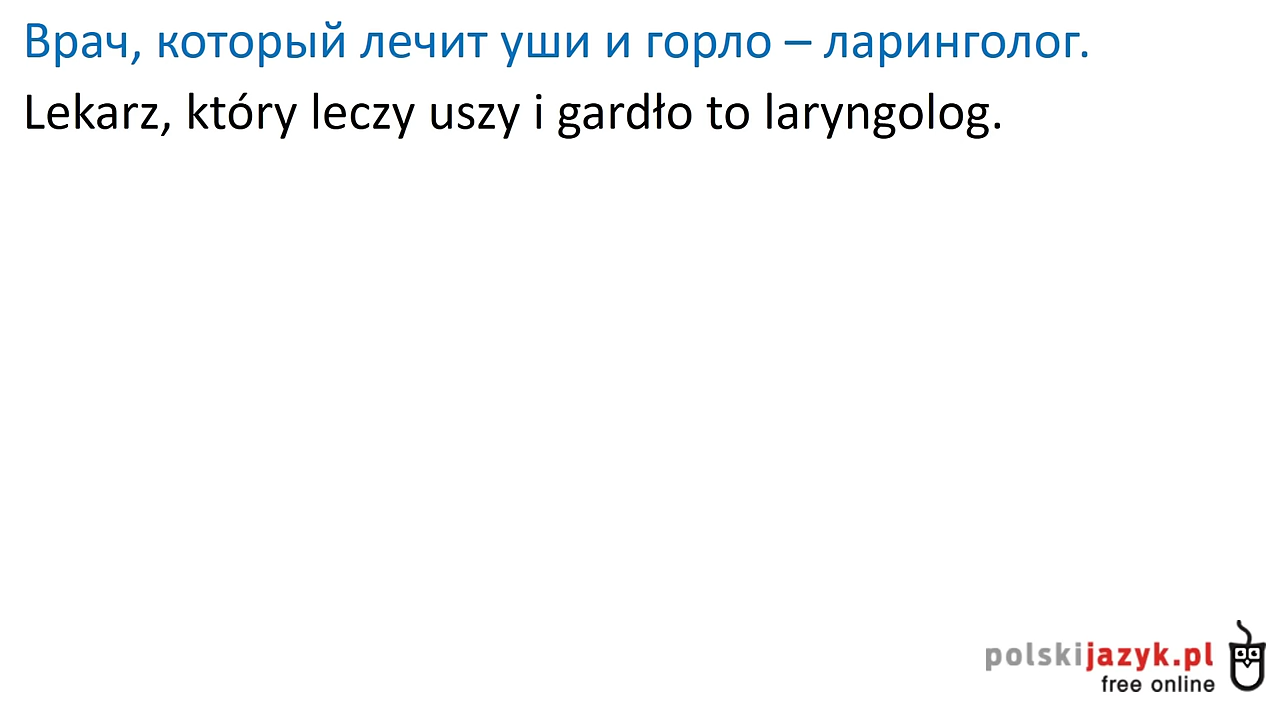 Врач, который лечит уши и горло – ларинголог.
Lekarz, który leczy uszy i gardło to laryngolog.
polskijazyk.pl
free online